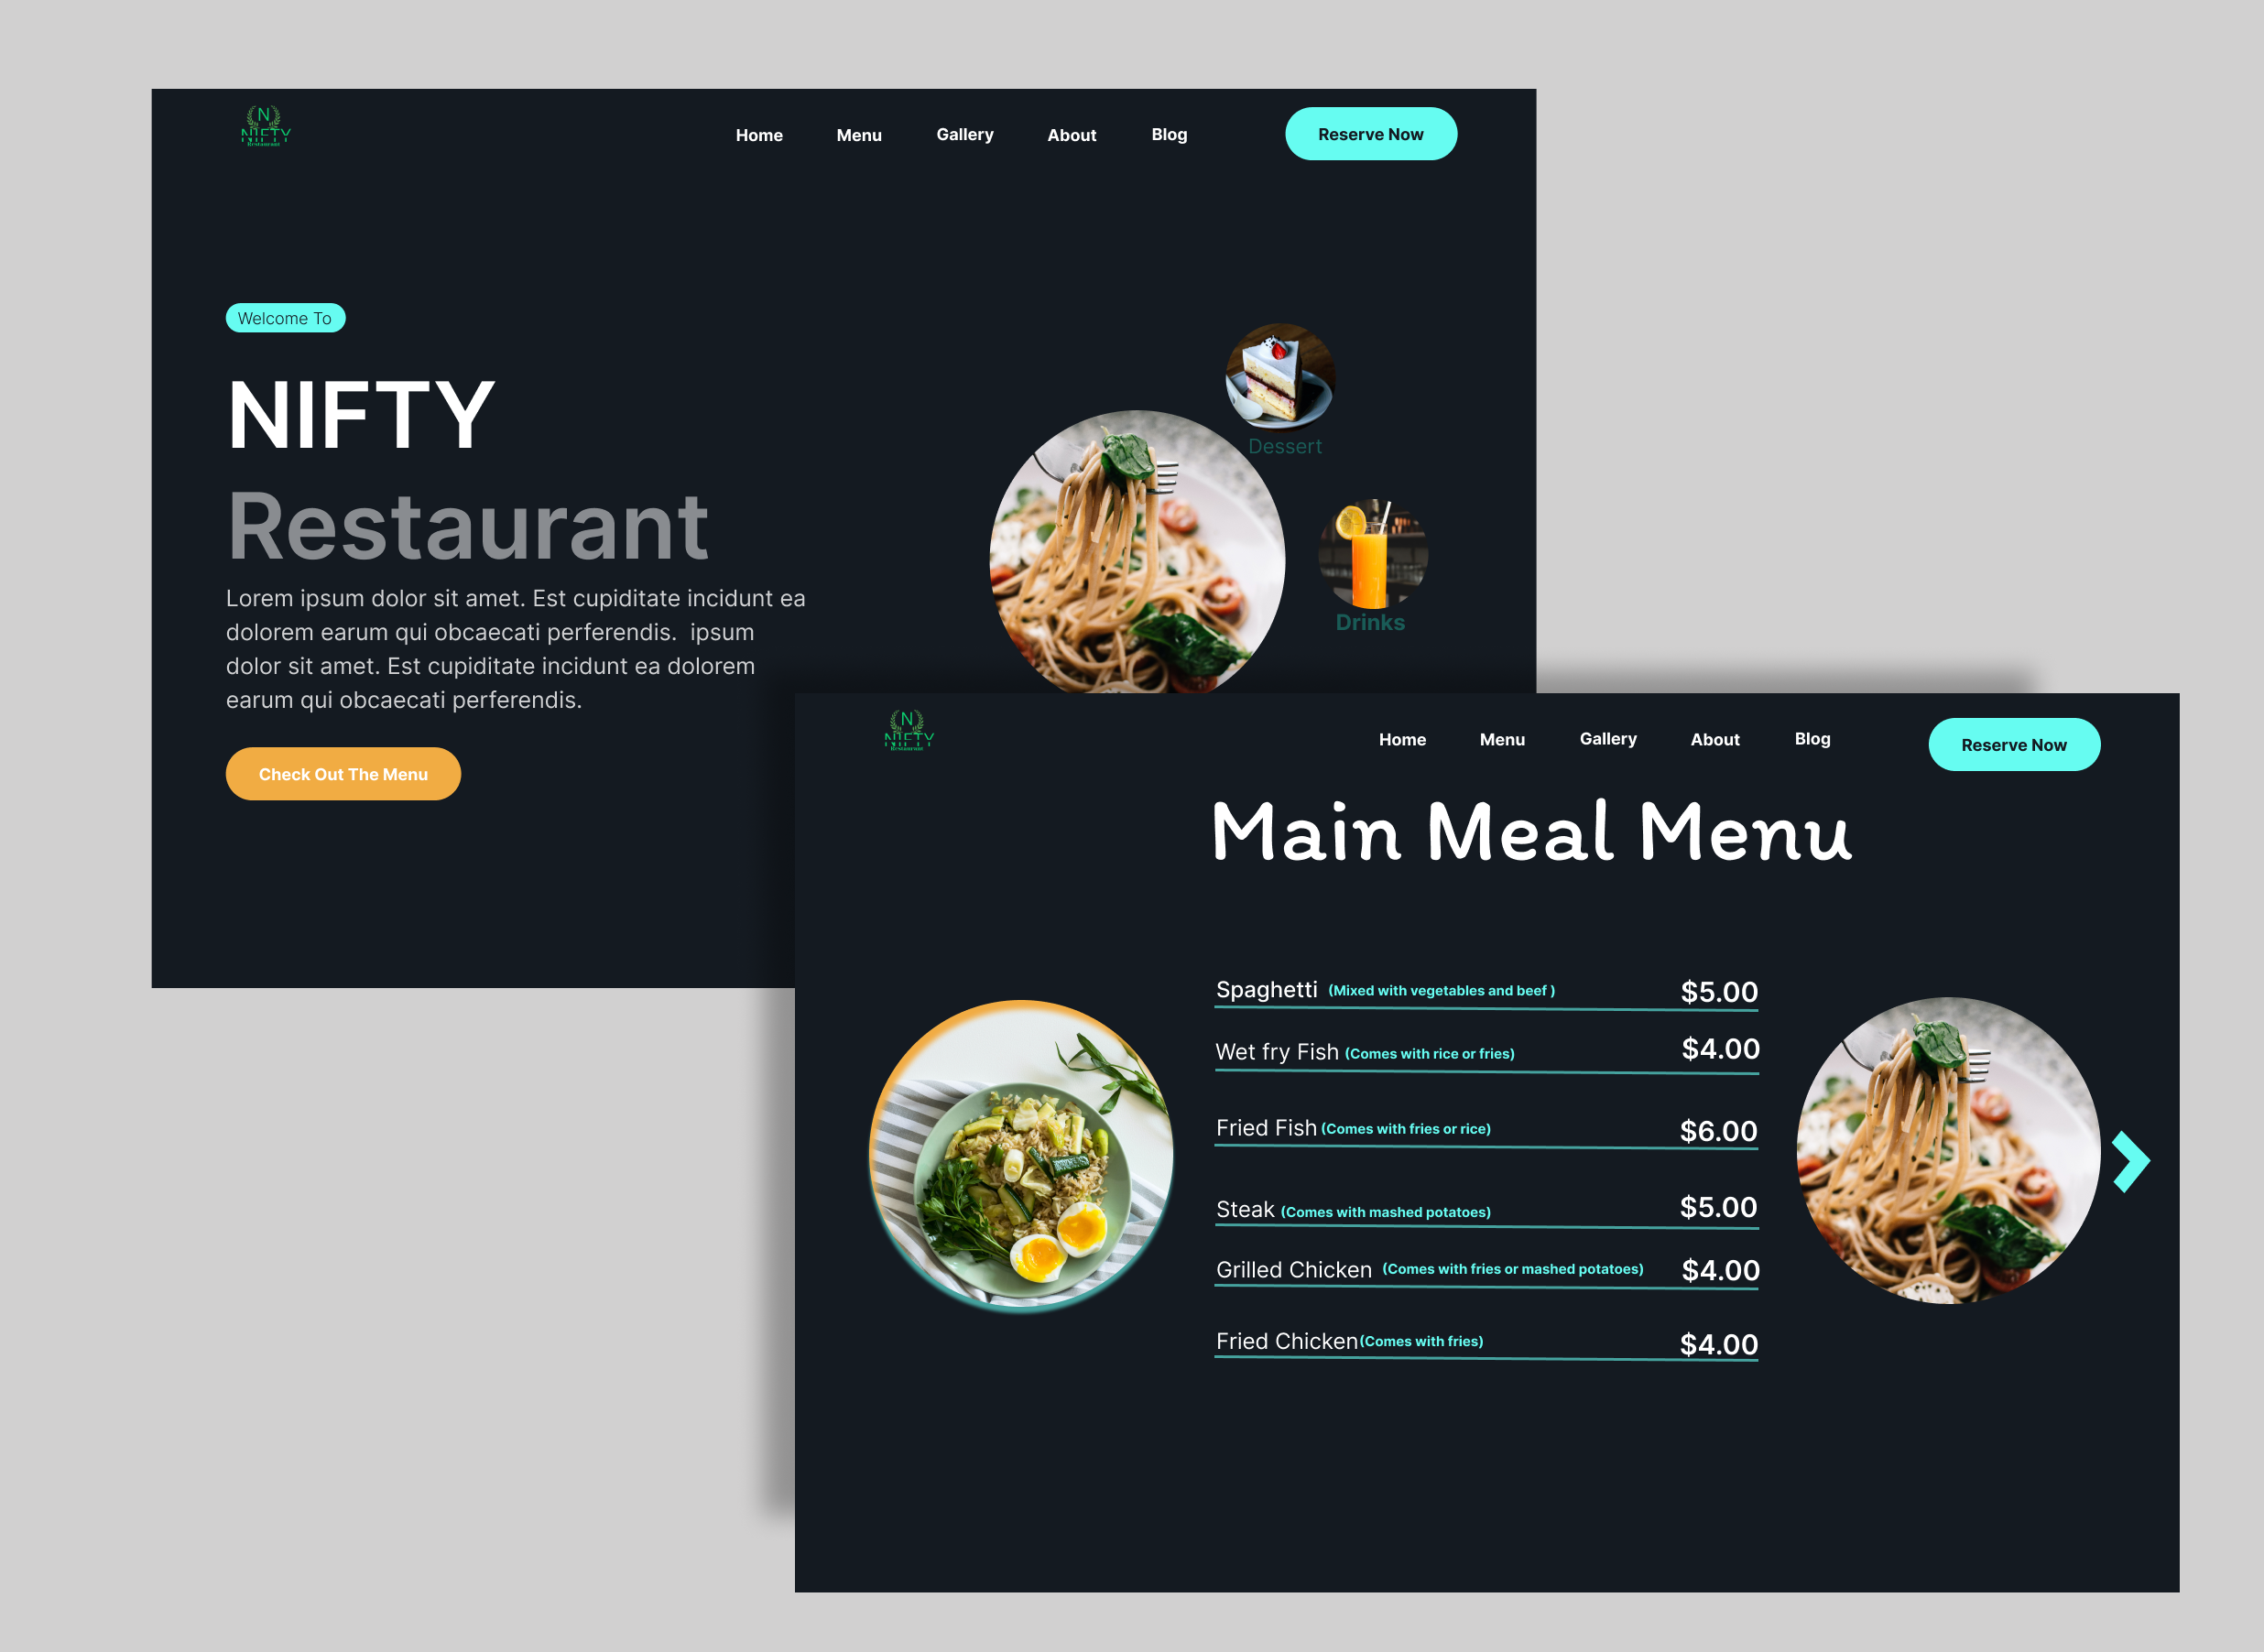 N
NIFTY
Restaurant
Home Menu Gallery About Blog
Reserve Now
Welcome To
NIFTY
Restaurant
Lorem ipsum dolor sit amet. Est cupiditate incidunt ea
dolorem earum qui obcaecati perferendis.  ipsum
dolor sit amet. Est cupiditate incidunt ea dolorem
earum qui obcaecati perferendis.
Check Out The Menu
Dessert
Drinks
N
NIFTY
Restaurant
Home Menu Gallery About Blog
Reserve Now
Main Meal Menu
Spaghetti (Mixed with vegetables and beef ) $5.00
Wet fry Fish (Comes with rice or fries) $4.00
Fried Fish (Comes with fries or rice) $6.00
Steak (Comes with mashed potatoes) $5.00
Grilled Chicken (Comes with fries or mashed potatoes) $4.00
Fried Chicken(Comes with fries) $4.00